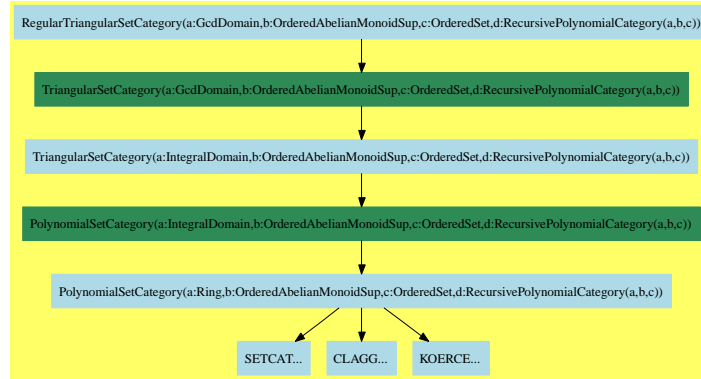 RegularTriangularSetCategory(a:GcdDomain,b:OrderedAbelianMonoidSup,c:OrderedSet,d:RecursivePolynomialCategory(a,b,c))
TriangularSetCategory(a:GcdDomain,b:OrderedAbelianMonoidSup,c:OrderedSet,d:RecursivePolynomialCategory(a,b,c))
TriangularSetCategory(a:IntegralDomain,b:OrderedAbelianMonoidSup,c:OrderedSet,d:RecursivePolynomialCategory(a,b,c))
PolynomialSetCategory(a:IntegralDomain,b:OrderedAbelianMonoidSup,c:OrderedSet,d:RecursivePolynomialCategory(a,b,c))
PolynomialSetCategory(a:Ring,b:OrderedAbelianMonoidSup,c:OrderedSet,d:RecursivePolynomialCategory(a,b,c))
SETCAT... CLAGG... KOERCE...